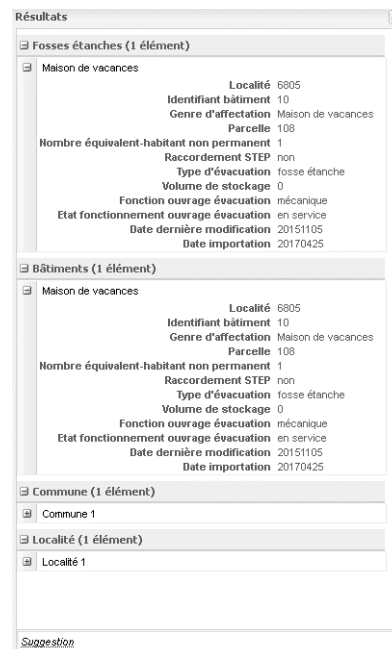 Résultats
Fosses étanches (1 élément)
Maison de vacances
Localité 6805
Identifiant bâtiment 10
Genre d'affectation Maison de vacances
Parcelle 108
Nombre équivalent-habitant non permanent 1
Raccordement STEP non
Type d'évacuation fosse étanche
Volume de stockage 0
Fonction ouvrage évacuation mécanique
Etat fonctionnement ouvrage évacuation en service
Date dernière modification 20151105
Date importation 20170425
Bâtiments (1 élément)
Maison de vacances
Localité 6805
Identifiant bâtiment 10
Genre d'affectation Maison de vacances
Parcelle 108
Nombre équivalent-habitant non permanent 1
Raccordement STEP non
Type d'évacuation fosse étanche
Volume de stockage 0
Fonction ouvrage évacuation mécanique
Etat fonctionnement ouvrage évacuation en service
Date dernière modification 20151105
Date importation 20170425
Commune (1 élément)
Commune 1
Localité (1 élément)
Localité 1
Suggestion